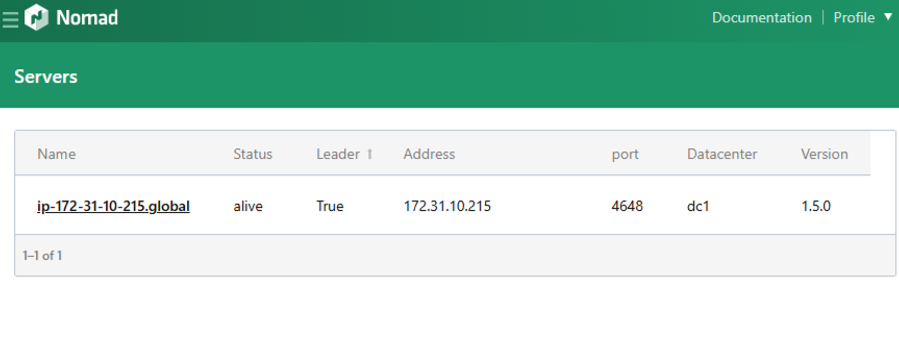 Nomad Documentation Profile
Servers
Name Status Leader ↑ Address port Datacenter Version
ip-172-31-10-215.global alive True 172.31.10.215 4648 dc1 1.5.0
1–1 of 1